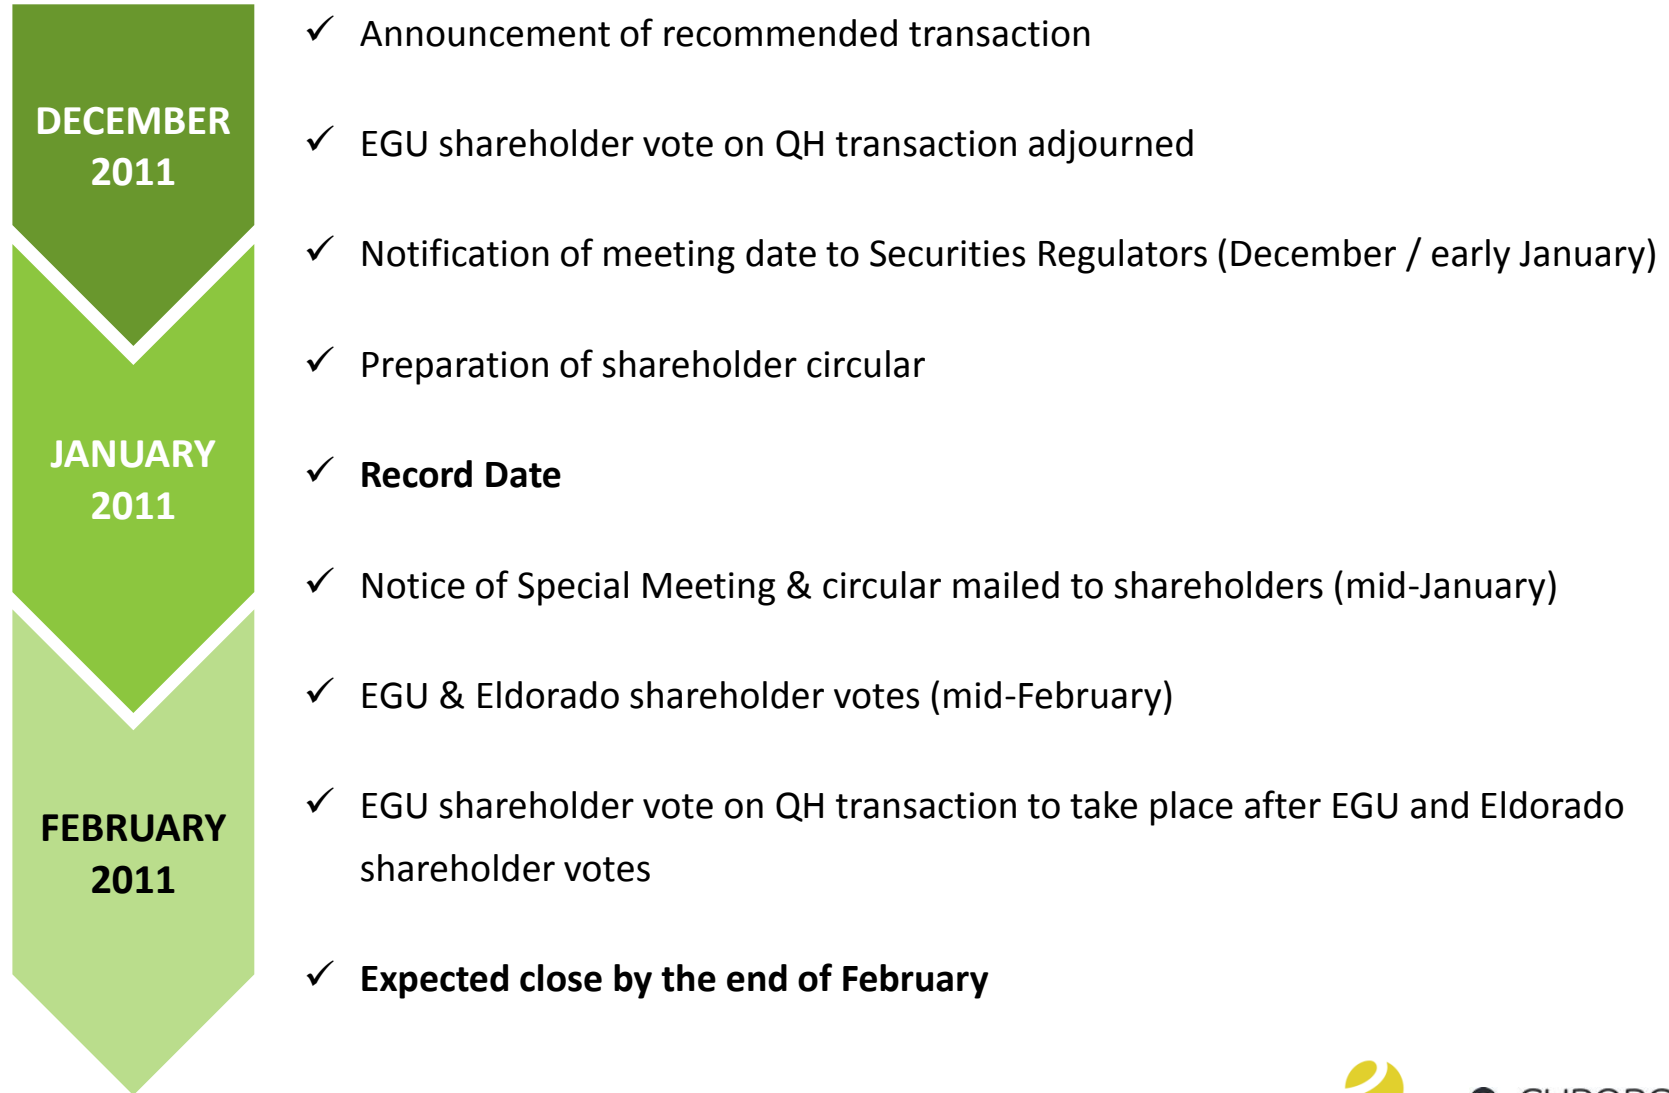 DECEMBER
2011
✓ Announcement of recommended transaction
✓ EGU shareholder vote on QH transaction adjourned
✓ Notification of meeting date to Securities Regulators (December / early January)
✓ Preparation of shareholder circular
JANUARY
2011
✓ Record Date
✓ Notice of Special Meeting & circular mailed to shareholders (mid-January)
✓ EGU & Eldorado shareholder votes (mid-February)
FEBRUARY
2011
✓ EGU shareholder vote on QH transaction to take place after EGU and Eldorado
shareholder votes
✓ Expected close by the end of February